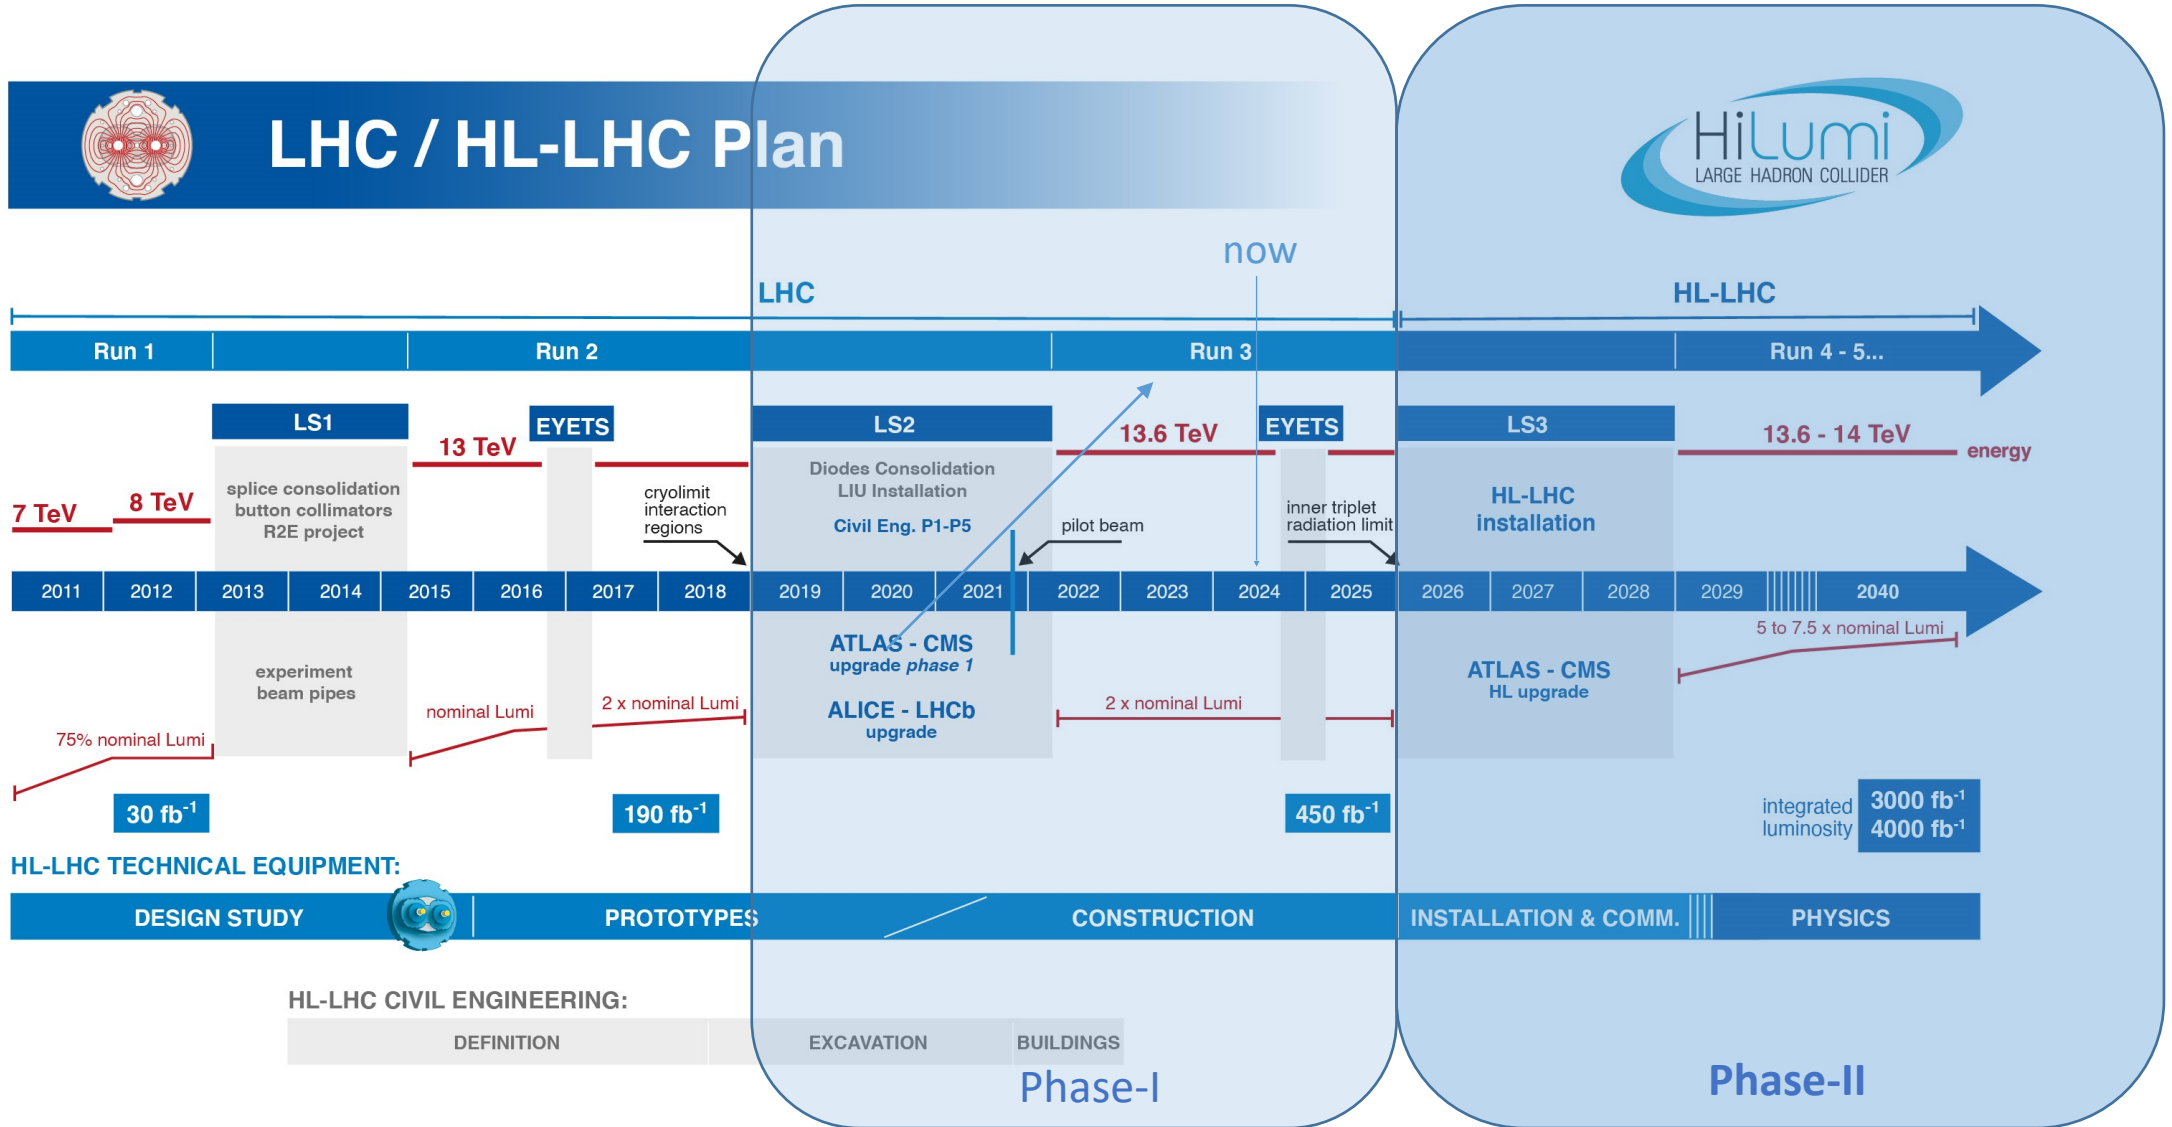 LHC / HL-LHC Plan
HiLumi
LARGE HADRON COLLIDER
now
LHC
HL-LHC
Run 1
Run 2
Run 3
Run 4 - 5...
LS1
EYETS
LS2
EYETS
LS3
13 TeV
13.6 TeV
13.6 - 14 TeV
energy
7 TeV
8 TeV
splice consolidation
button collimators
R2E project
cryolimit
interaction
regions
Diodes Consolidation
LIU Installation
Civil Eng. P1-P5
pilot beam
inner triplet
radiation limit
HL-LHC
installation
2011
2012
2013
2014
2015
2016
2017
2018
2019
2020
2021
2022
2023
2024
2025
2026
2027
2028
2029
2040
5 to 7.5 x nominal Lumi
experiment
beam pipes
ATLAS - CMS
upgrade phase 1
ALICE - LHCb
upgrade
ATLAS - CMS
HL upgrade
75% nominal Lumi
nominal Lumi
2 x nominal Lumi
2 x nominal Lumi
30 fb⁻¹
190 fb⁻¹
450 fb⁻¹
integrated
luminosity
3000 fb⁻¹
4000 fb⁻¹
HL-LHC TECHNICAL EQUIPMENT:
DESIGN STUDY
PROTOTYPES
CONSTRUCTION
INSTALLATION & COMM.
PHYSICS
HL-LHC CIVIL ENGINEERING:
DEFINITION
EXCAVATION
BUILDINGS
Phase-I
Phase-II